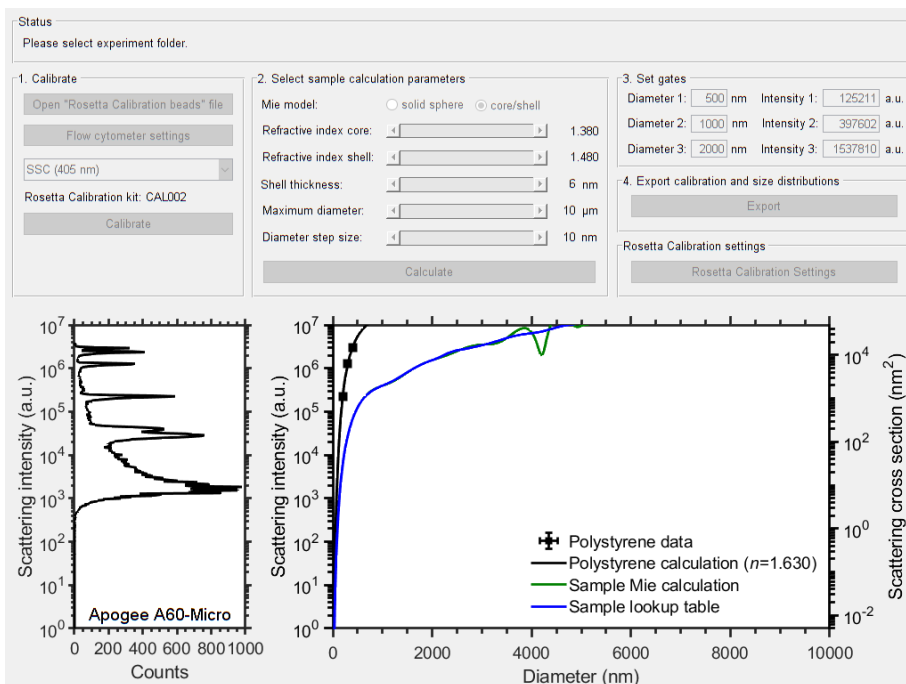 Status
Please select experiment folder.
1. Calibrate
Open "Rosetta Calibration beads" file
Flow cytometer settings
SSC (405 nm)
Rosetta Calibration kit: CAL002
Calibrate
2. Select sample calculation parameters
Mie model: solid sphere core/shell
Refractive index core: 1.380
Refractive index shell: 1.480
Shell thickness: 6 nm
Maximum diameter: 10 µm
Diameter step size: 10 nm
Calculate
3. Set gates
Diameter 1: 500 nm Intensity 1: 125211 a.u.
Diameter 2: 1000 nm Intensity 2: 397602 a.u.
Diameter 3: 2000 nm Intensity 3: 1537810 a.u.
4. Export calibration and size distributions
Export
Rosetta Calibration settings
Rosetta Calibration Settings
Scattering intensity (a.u.)
10⁷
10⁶
10⁵
10⁴
10³
10²
10¹
10⁰
Apogee A60-Micro
0 200 400 600 800 1000
Counts
Scattering intensity (a.u.)
10⁷
10⁶
10⁵
10⁴
10³
10²
10¹
10⁰
Polystyrene data
Polystyrene calculation (n=1.630)
Sample Mie calculation
Sample lookup table
0 2000 4000 6000 8000 10000
Diameter (nm)
10⁴
10²
10⁰
10⁻²
Scattering cross section (nm²)